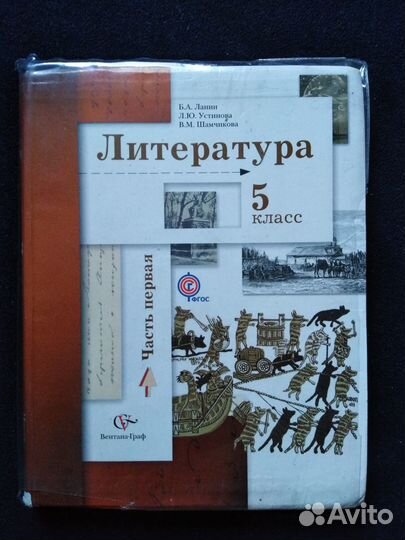 Б.А. Ланин
Л.Ю. Устинова
В.М. Шамчикова
Литература
5
класс
Часть первая
ФГОС
Вентана-Граф
Avito